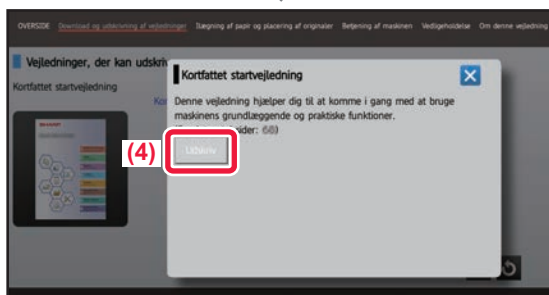 OVERSIDE Download og udskrivning af vejledninger Ilægning af papir og placering af originaler Betjening af maskinen Vedligeholdelse Om denne vejledning
Vejledninger, der kan udskriv
Kortfattet startvejledning
Kortfattet startvejledning
Kor
Denne vejledning hjælper dig til at komme i gang med at bruge
maskinens grundlæggende og praktiske funktioner.
sider: 68)
(4)
Udskriv
SHARP